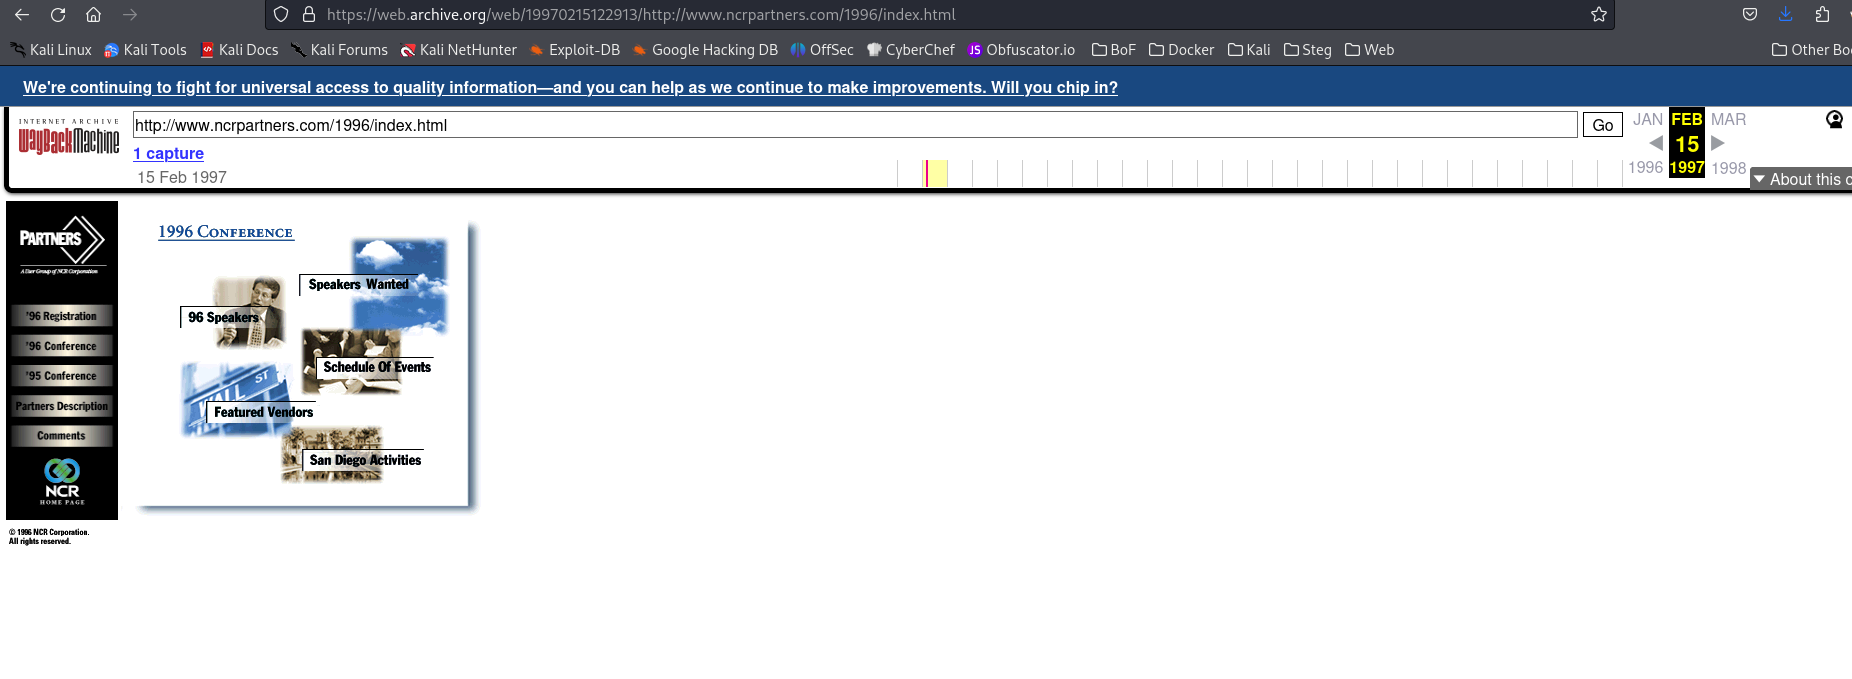 https://web.archive.org/web/19970215122913/http://www.ncrpartners.com/1996/index.html
Kali Linux Kali Tools Kali Docs Kali Forums Kali NetHunter Exploit-DB Google Hacking DB OffSec CyberChef JS Obfuscator.io BoF Docker Kali Steg Web Other Boo
We're continuing to fight for universal access to quality information—and you can help as we continue to make improvements. Will you chip in?
INTERNET ARCHIVE
WayBackMachine
http://www.ncrpartners.com/1996/index.html
Go
JAN FEB MAR
1 capture
15
15 Feb 1997
1996 1997 1998
▼ About this c
PARTNERS
A User Group of NCR Corporation
'96 Registration
'96 Conference
'95 Conference
Partners Description
Comments
NCR
HOME PAGE
© 1996 NCR Corporation.
All rights reserved.
1996 CONFERENCE
Speakers Wanted
96 Speakers
Schedule Of Events
WALL ST
Featured Vendors
San Diego Activities